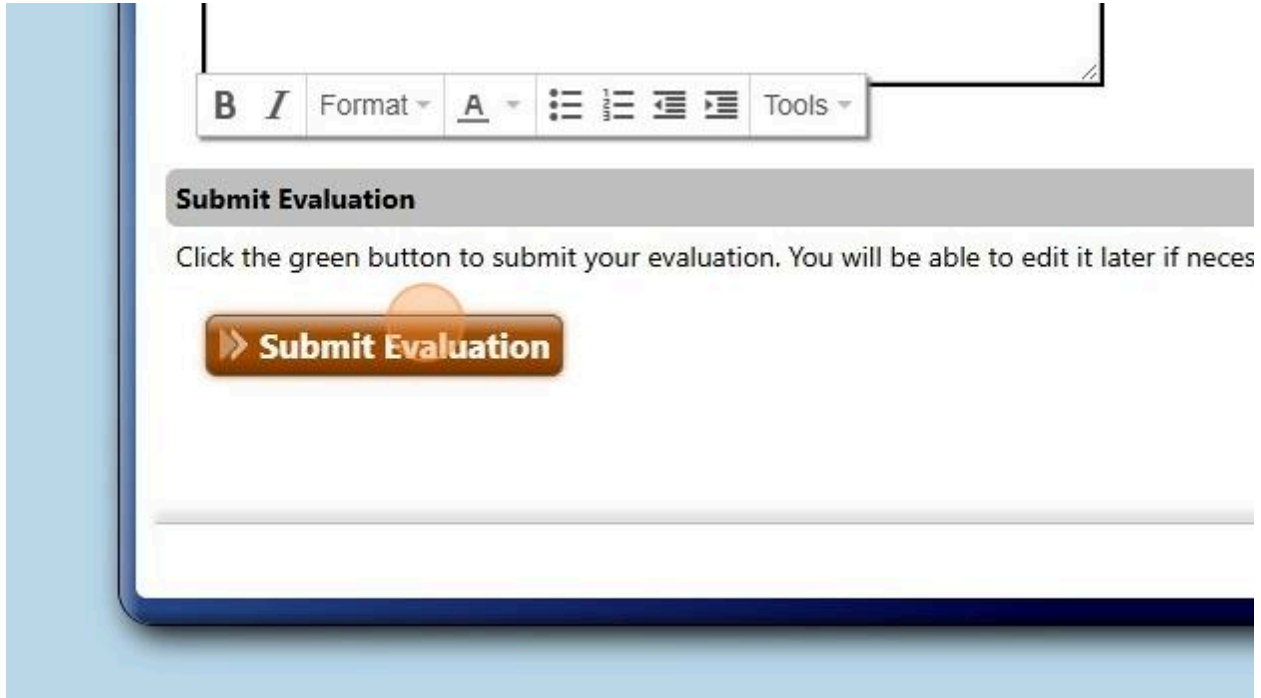 B I Format A Tools
Submit Evaluation
Click the green button to submit your evaluation. You will be able to edit it later if neces
Submit Evaluation